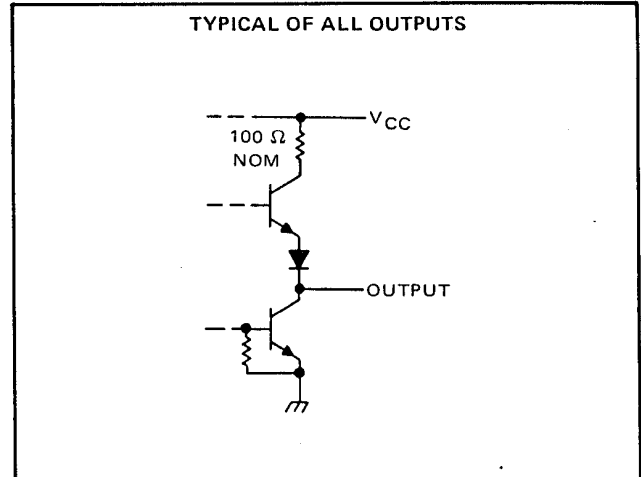 TYPICAL OF ALL OUTPUTS
VCC
100 Ω
NOM
OUTPUT